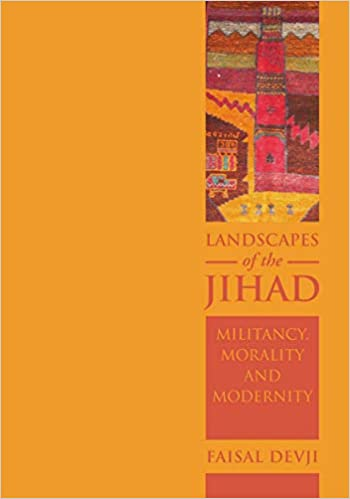 LANDSCAPES
of the
JIHAD
MILITANCY,
MORALITY
AND
MODERNITY
FAISAL DEVJI